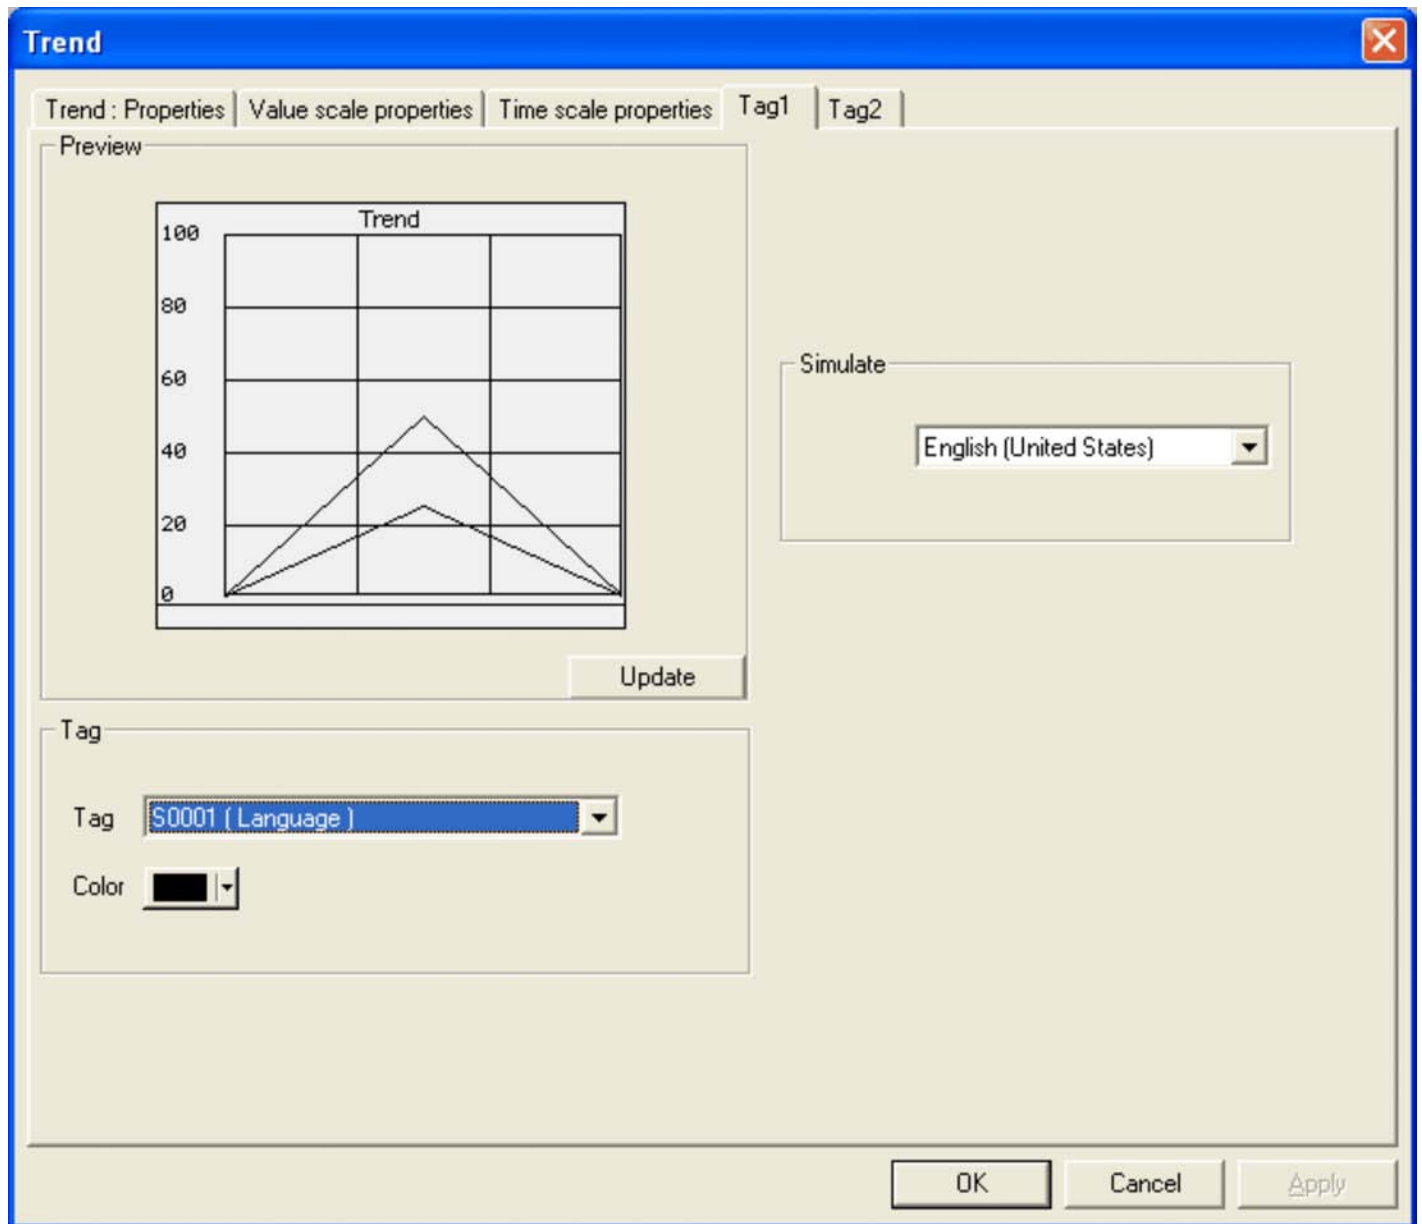 Trend
Trend : Properties Value scale properties Time scale properties Tag1 Tag2
Preview
Trend
100
80
60
40
20
0
Update
Simulate
English (United States)
Tag
Tag S0001 ( Language )
Color
OK Cancel Apply